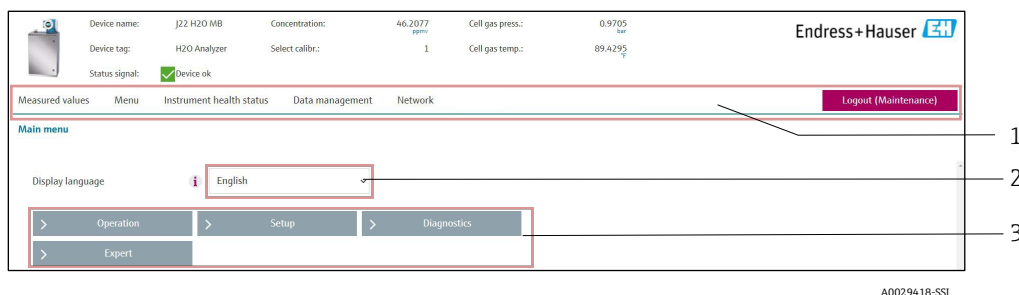 Device name: J22 H2O MB Concentration: 46.2077 ppmv Cell gas press.: 0.9705 bar
Endress+Hauser EH
Device tag: H2O Analyzer Select calibr.: 1 Cell gas temp.: 89.4295 °F
Status signal: Device ok
Measured values Menu Instrument health status Data management Network Logout (Maintenance)
Main menu
1
Display language i English
2
> Operation > Setup > Diagnostics
3
> Expert
A0029418-SSI